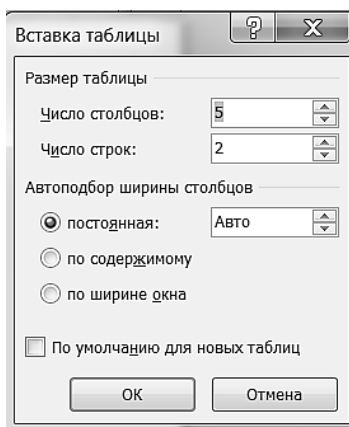 Вставка таблицы
Размер таблицы
Число столбцов: 5
Число строк: 2
Автоподбор ширины столбцов
постоянная: Авто
по содержимому
по ширине окна
По умолчанию для новых таблиц
ОК Отмена